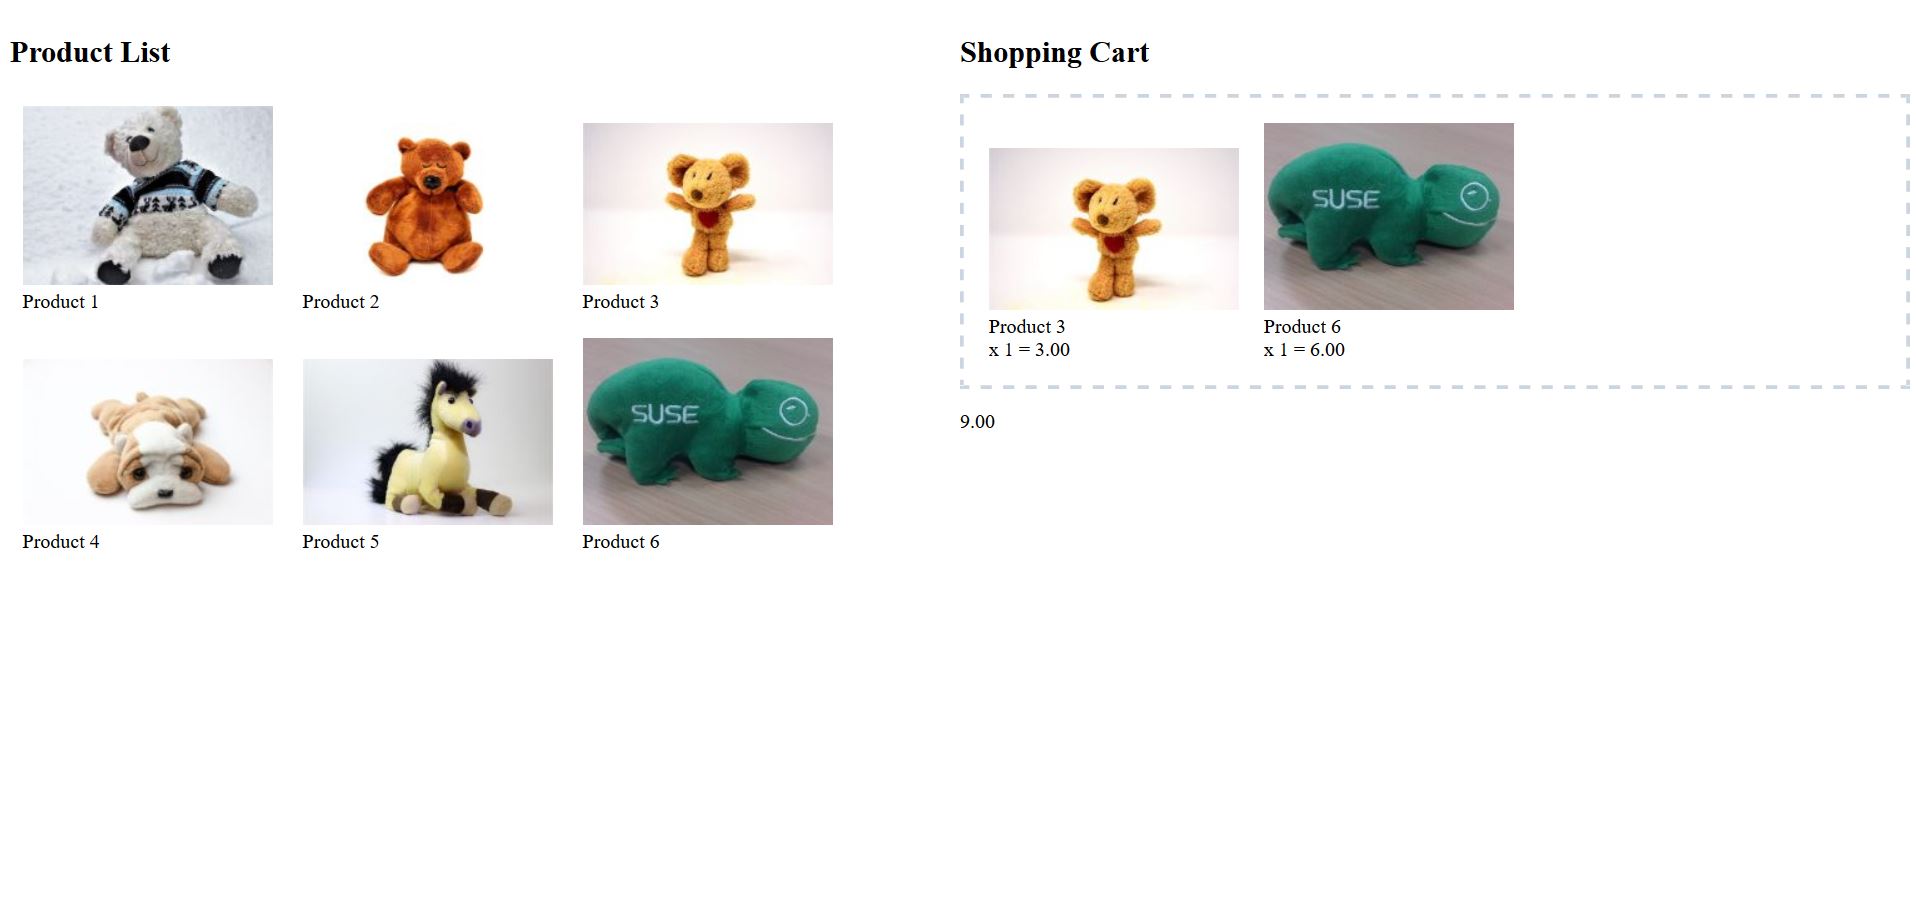 Product List
Product 1
Product 2
Product 3
SUSE
Product 4
Product 5
Product 6
Shopping Cart
SUSE
Product 3
x 1 = 3.00
Product 6
x 1 = 6.00
9.00